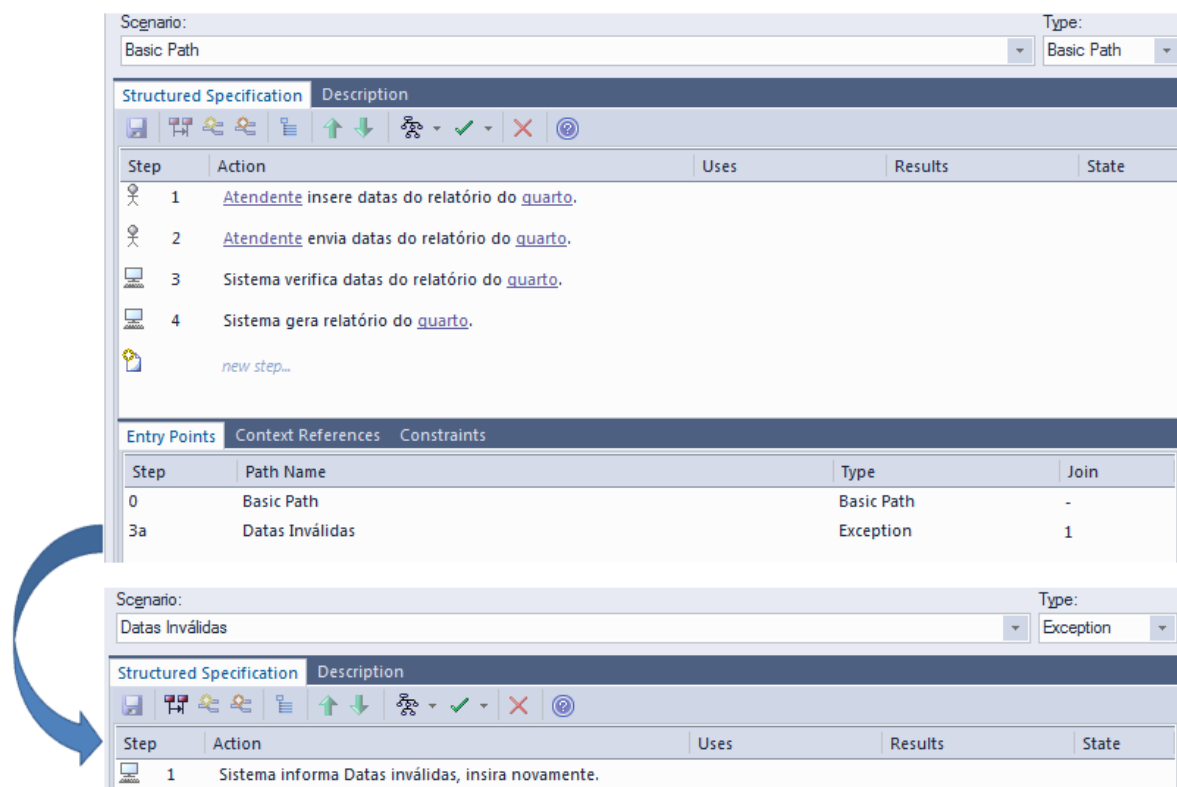 Scenario: Type:
Basic Path Basic Path
Structured Specification Description
Step Action Uses Results State
1 Atendente insere datas do relatório do quarto.
2 Atendente envia datas do relatório do quarto.
3 Sistema verifica datas do relatório do quarto.
4 Sistema gera relatório do quarto.
new step...
Entry Points Context References Constraints
Step Path Name Type Join
0 Basic Path Basic Path -
3a Datas Inválidas Exception 1
Scenario: Type:
Datas Inválidas Exception
Structured Specification Description
Step Action Uses Results State
1 Sistema informa Datas inválidas, insira novamente.